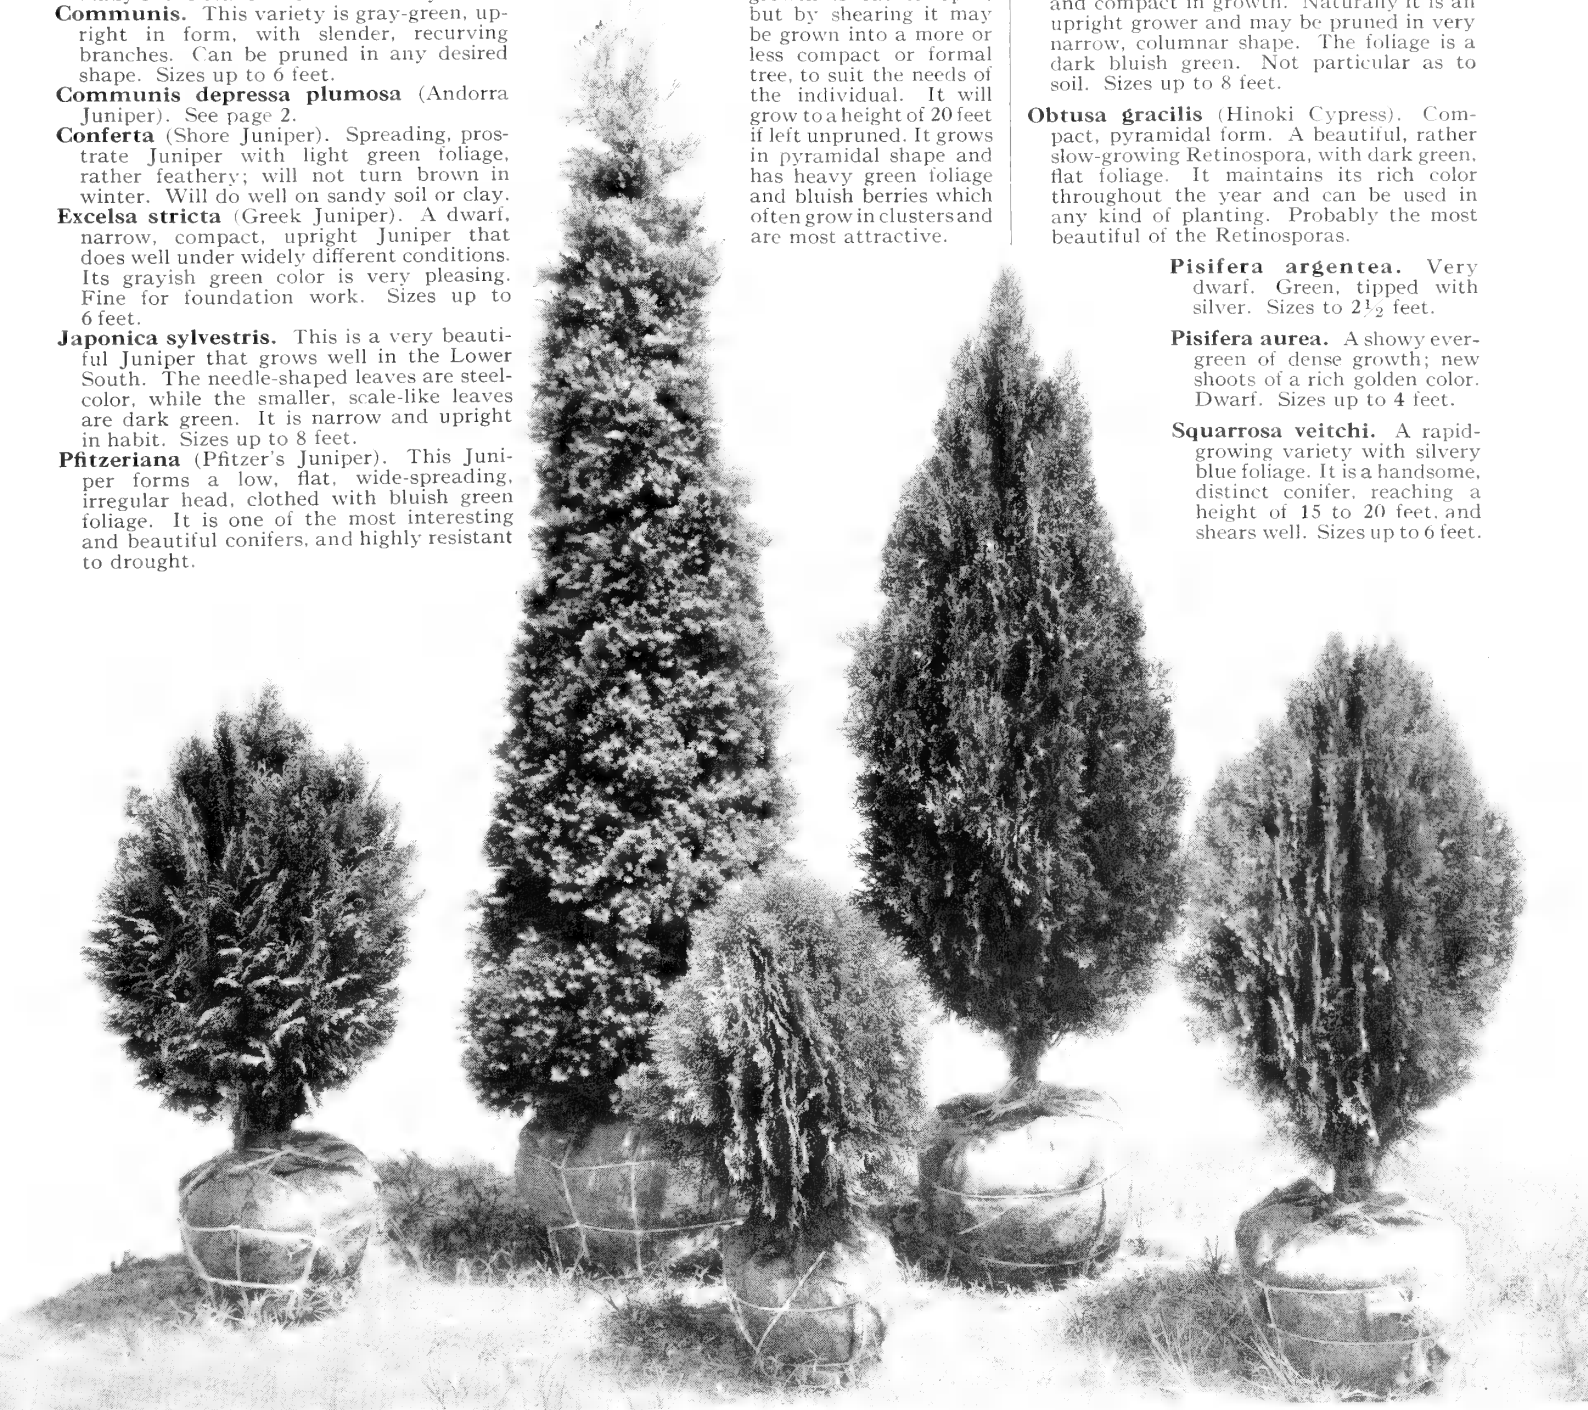 Communis. This variety is gray-green, up-
right in form, with slender, recurving
branches. Can be pruned in any desired
shape. Sizes up to 6 feet.
Communis depressa plumosa (Andorra
Juniper). See page 2.
Conferta (Shore Juniper). Spreading, pros-
trate Juniper with light green foliage,
rather feathery; will not turn brown in
winter. Will do well on sandy soil or clay.
Excelsa stricta (Greek Juniper). A dwarf,
narrow, compact, upright Juniper that
does well under widely different conditions.
Its grayish green color is very pleasing.
Fine for foundation work. Sizes up to
6 feet.
Japonica sylvestris. This is a very beauti-
ful Juniper that grows well in the Lower
South. The needle-shaped leaves are steel-
color, while the smaller, scale-like leaves
are dark green. It is narrow and upright
in habit. Sizes up to 8 feet.
Pfitzeriana (Pfitzer's Juniper). This Juni-
per forms a low, flat, wide-spreading,
irregular head, clothed with bluish green
foliage. It is one of the most interesting
and beautiful conifers, and highly resistant
to drought.
but by shearing it may
be grown into a more or
less compact or formal
tree, to suit the needs of
the individual. It will
grow to a height of 20 feet
if left unpruned. It grows
in pyramidal shape and
has heavy green foliage
and bluish berries which
often grow in clusters and
are most attractive.
and compact in growth. Naturally it is an
upright grower and may be pruned in very
narrow, columnar shape. The foliage is a
dark bluish green. Not particular as to
soil. Sizes up to 8 feet.
Obtusa gracilis (Hinoki Cypress). Com-
pact, pyramidal form. A beautiful, rather
slow-growing Retinospora, with dark green,
flat foliage. It maintains its rich color
throughout the year and can be used in
any kind of planting. Probably the most
beautiful of the Retinosporas.
Pisifera argentea. Very
dwarf. Green, tipped with
silver. Sizes to 2½ feet.
Pisifera aurea. A showy ever-
green of dense growth; new
shoots of a rich golden color.
Dwarf. Sizes up to 4 feet.
Squarrosa veitchi. A rapid-
growing variety with silvery
blue foliage. It is a handsome,
distinct conifer, reaching a
height of 15 to 20 feet, and
shears well. Sizes up to 6 feet.